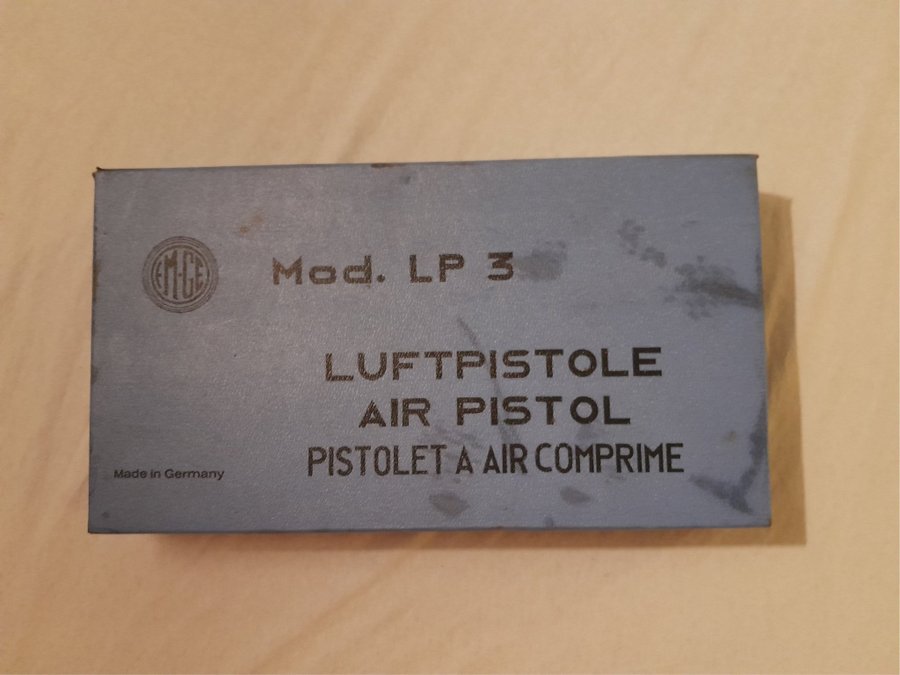 EM-GE
Mod. LP 3
LUFTPISTOLE
AIR PISTOL
PISTOLET A AIR COMPRIME
Made in Germany